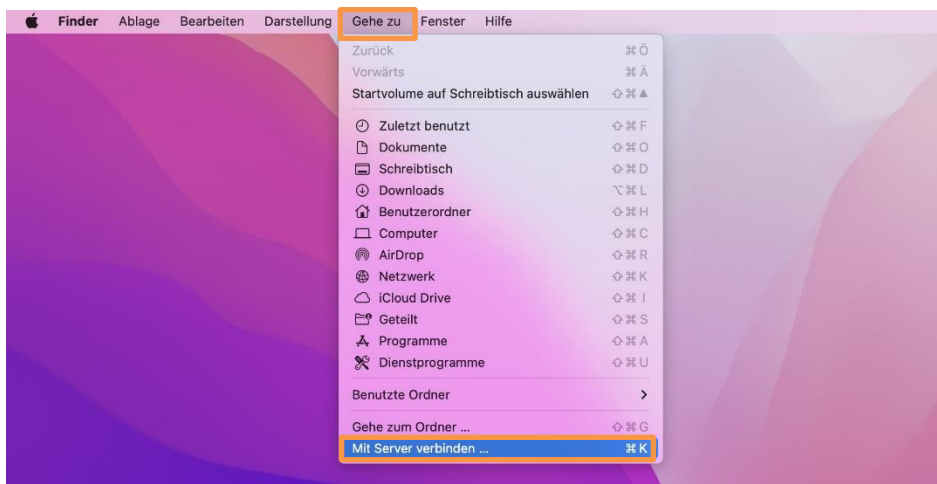 Finder Ablage Bearbeiten Darstellung Gehe zu Fenster Hilfe
Zurück ⌘Ö
Vorwärts ⌘Ä
Startvolume auf Schreibtisch auswählen ⇧⌘▲
Zuletzt benutzt ⇧⌘F
Dokumente ⇧⌘O
Schreibtisch ⇧⌘D
Downloads ⌥⌘L
Benutzerordner ⇧⌘H
Computer ⇧⌘C
AirDrop ⇧⌘R
Netzwerk ⇧⌘K
iCloud Drive ⇧⌘I
Geteilt ⇧⌘S
Programme ⇧⌘A
Dienstprogramme ⇧⌘U
Benutzte Ordner >
Gehe zum Ordner ... ⇧⌘G
Mit Server verbinden ... ⌘K